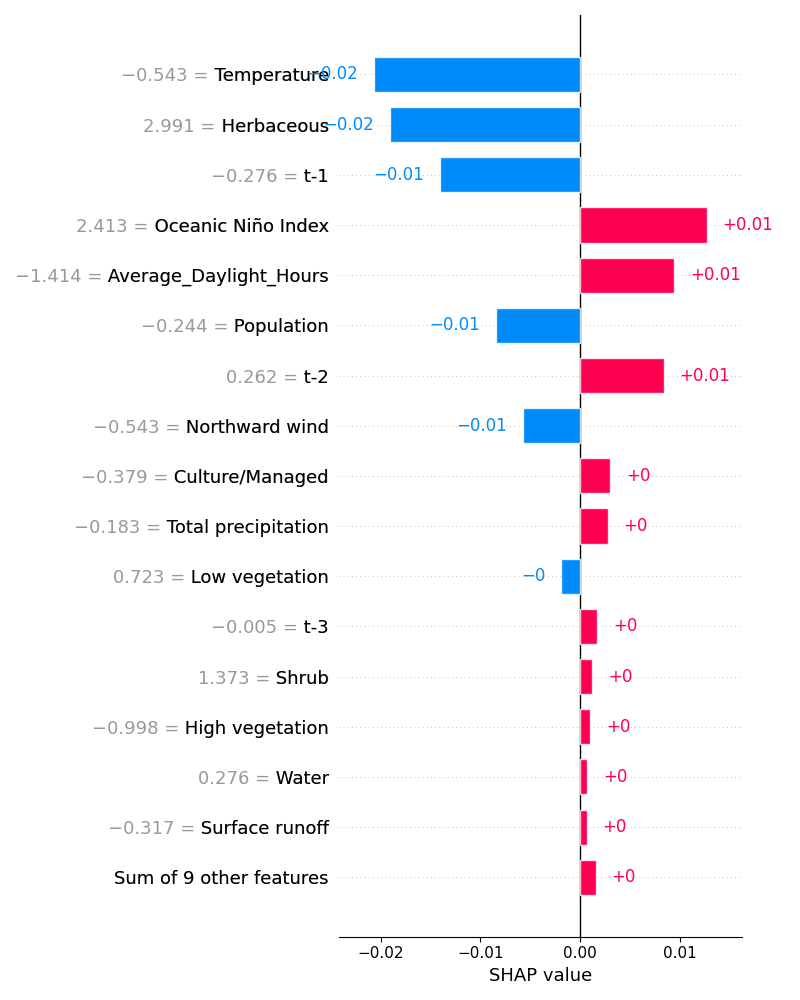 −0.543 = Temperature −0.02
2.991 = Herbaceous −0.02
−0.276 = t-1 −0.01
2.413 = Oceanic Niño Index +0.01
−1.414 = Average_Daylight_Hours +0.01
−0.244 = Population −0.01
0.262 = t-2 +0.01
−0.543 = Northward wind −0.01
−0.379 = Culture/Managed +0
−0.183 = Total precipitation +0
0.723 = Low vegetation −0
−0.005 = t-3 +0
1.373 = Shrub +0
−0.998 = High vegetation +0
0.276 = Water +0
−0.317 = Surface runoff +0
Sum of 9 other features +0
−0.02 −0.01 0.00 0.01
SHAP value